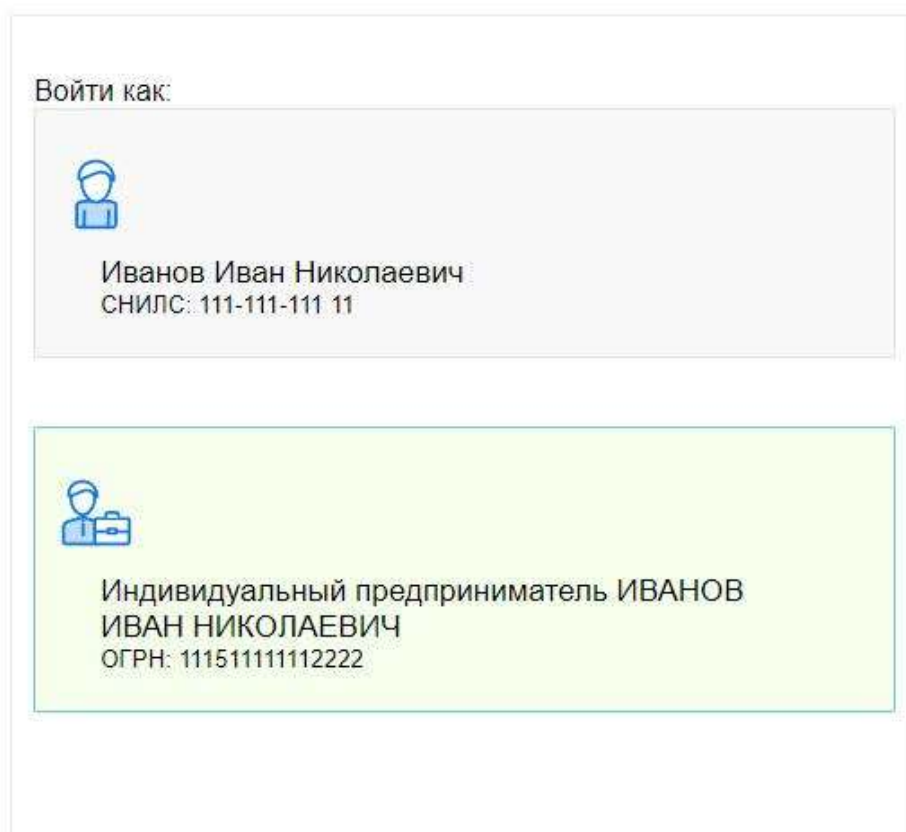 Войти как:
Иванов Иван Николаевич
СНИЛС: 111-111-111 11
Индивидуальный предприниматель ИВАНОВ
ИВАН НИКОЛАЕВИЧ
ОГРН: 111511111112222